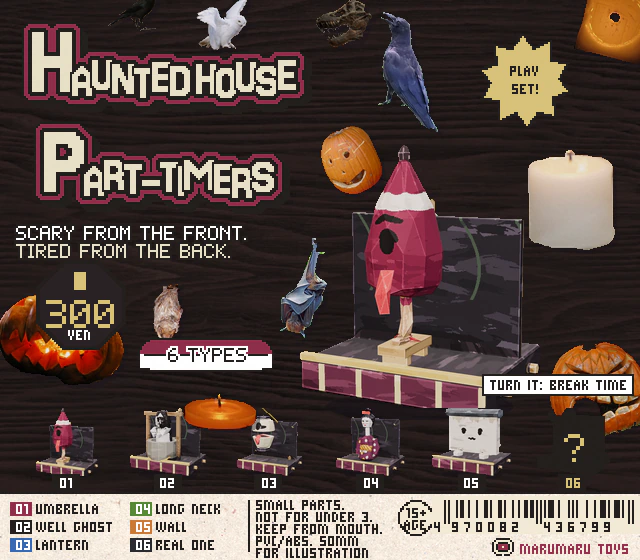 HAUNTED HOUSE
PART-TIMERS
PLAY
SET!
SCARY FROM THE FRONT.
TIRED FROM THE BACK.
300
YEN
6 TYPES
TURN IT: BREAK TIME
?
01
02
03
04
05
06
01 UMBRELLA
02 WELL GHOST
03 LANTERN
04 LONG NECK
05 WALL
06 REAL ONE
SMALL PARTS.
NOT FOR UNDER 3.
KEEP FROM MOUTH.
PVC/ABS. 50MM
FOR ILLUSTRATION
15+
AGE
4 970082 436799
MARUMARU TOYS